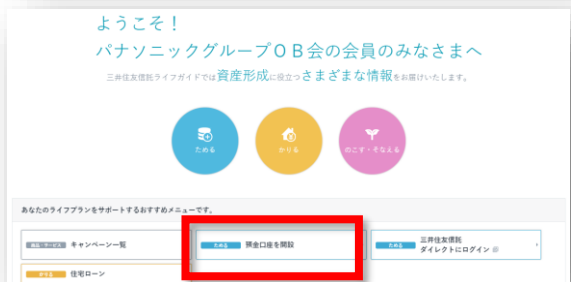 ようこそ！
パナソニックグループＯＢ会の会員のみなさまへ
三井住友信託ライフガイドでは資産形成に役立つさまざまな情報をお届けいたします。
ためる
かりる
のこす・そなえる
あなたのライフプランをサポートするおすすめメニューです。
商品・サービス キャンペーン一覧
ためる 預金口座を開設
ためる 三井住友信託
ダイレクトにログイン
かりる 住宅ローン